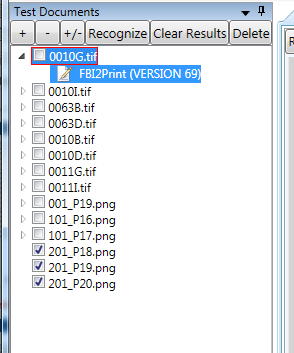 Test Documents
+ - +/- Recognize Clear Results Delete
0010G.tif
FBI2Print (VERSION 69)
0010I.tif
0063B.tif
0063D.tif
0010B.tif
0010D.tif
0011G.tif
0011I.tif
001_P19.png
101_P16.png
101_P17.png
201_P18.png
201_P19.png
201_P20.png